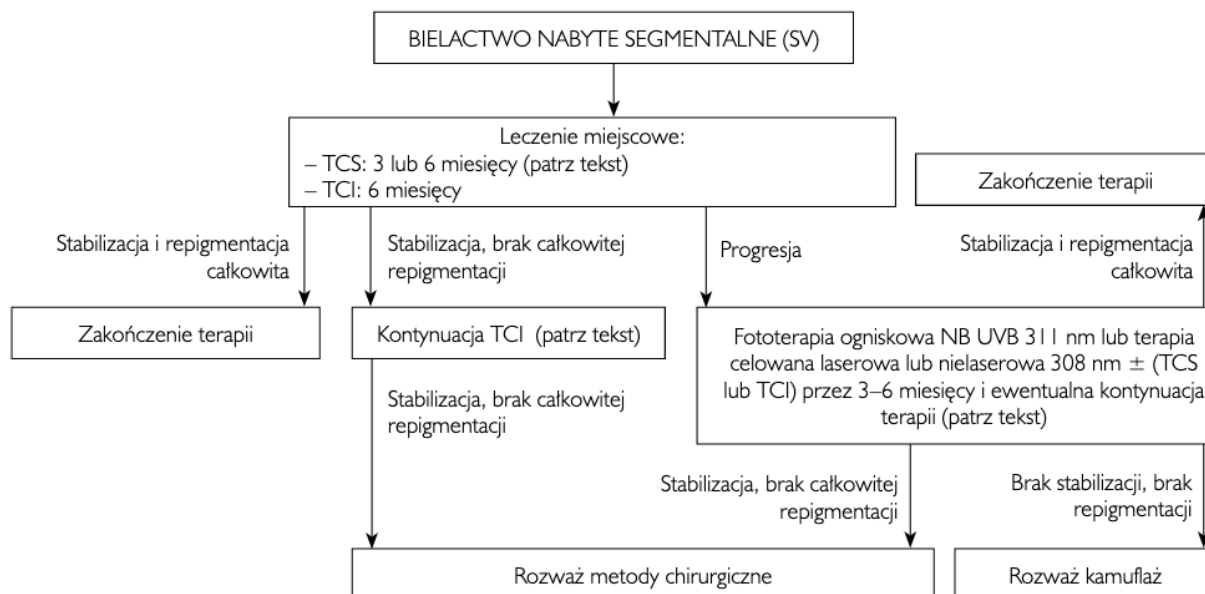 BIELACTWO NABYTE SEGMENTALNE (SV)
Leczenie miejscowe:
– TCS: 3 lub 6 miesięcy (patrz tekst)
– TCI: 6 miesięcy
Zakończenie terapii
Stabilizacja i repigmentacja
całkowita
Stabilizacja, brak całkowitej
repigmentacji
Progresja
Stabilizacja i repigmentacja
całkowita
Zakończenie terapii
Kontynuacja TCI (patrz tekst)
Fototerapia ogniskowa NB UVB 311 nm lub terapia
celowana laserowa lub nielaserowa 308 nm ± (TCS
lub TCI) przez 3–6 miesięcy i ewentualna kontynuacja
terapii (patrz tekst)
Stabilizacja, brak całkowitej
repigmentacji
Stabilizacja, brak całkowitej
repigmentacji
Brak stabilizacji, brak
repigmentacji
Rozważ metody chirurgiczne
Rozważ kamuflaż